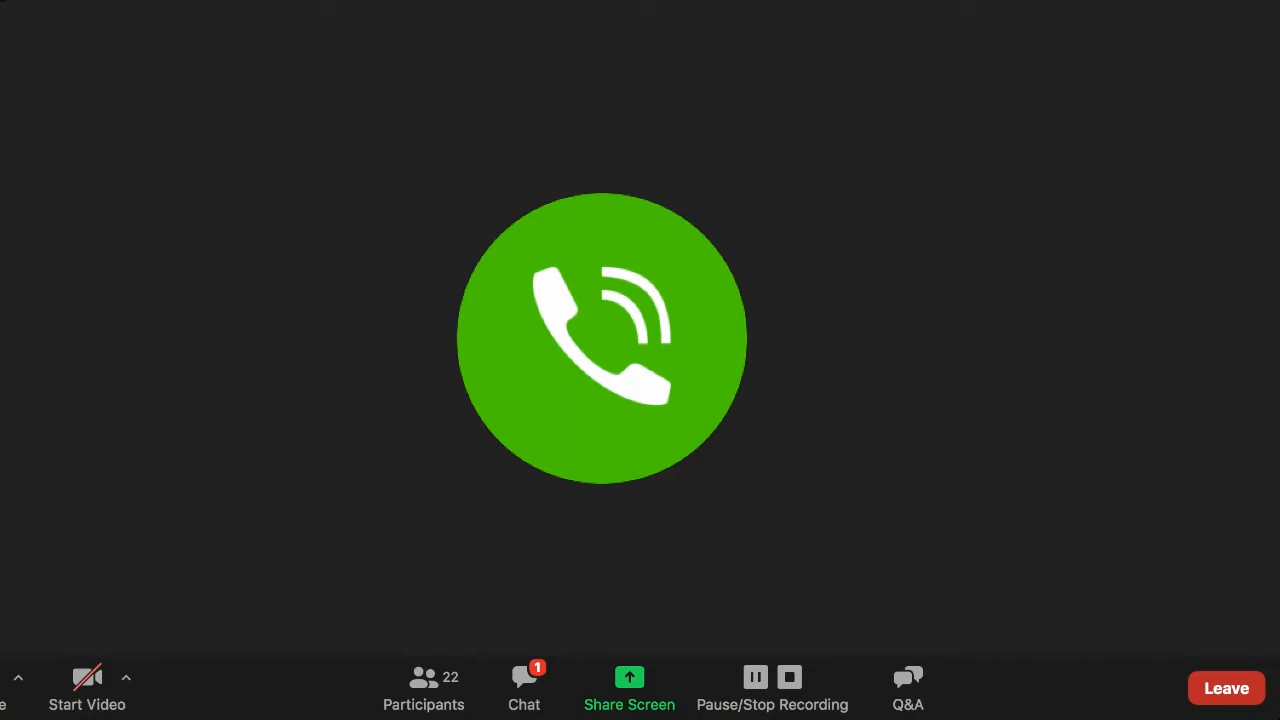 22
1
e
Start Video
Participants
Chat
Share Screen
Pause/Stop Recording
Q&A
Leave